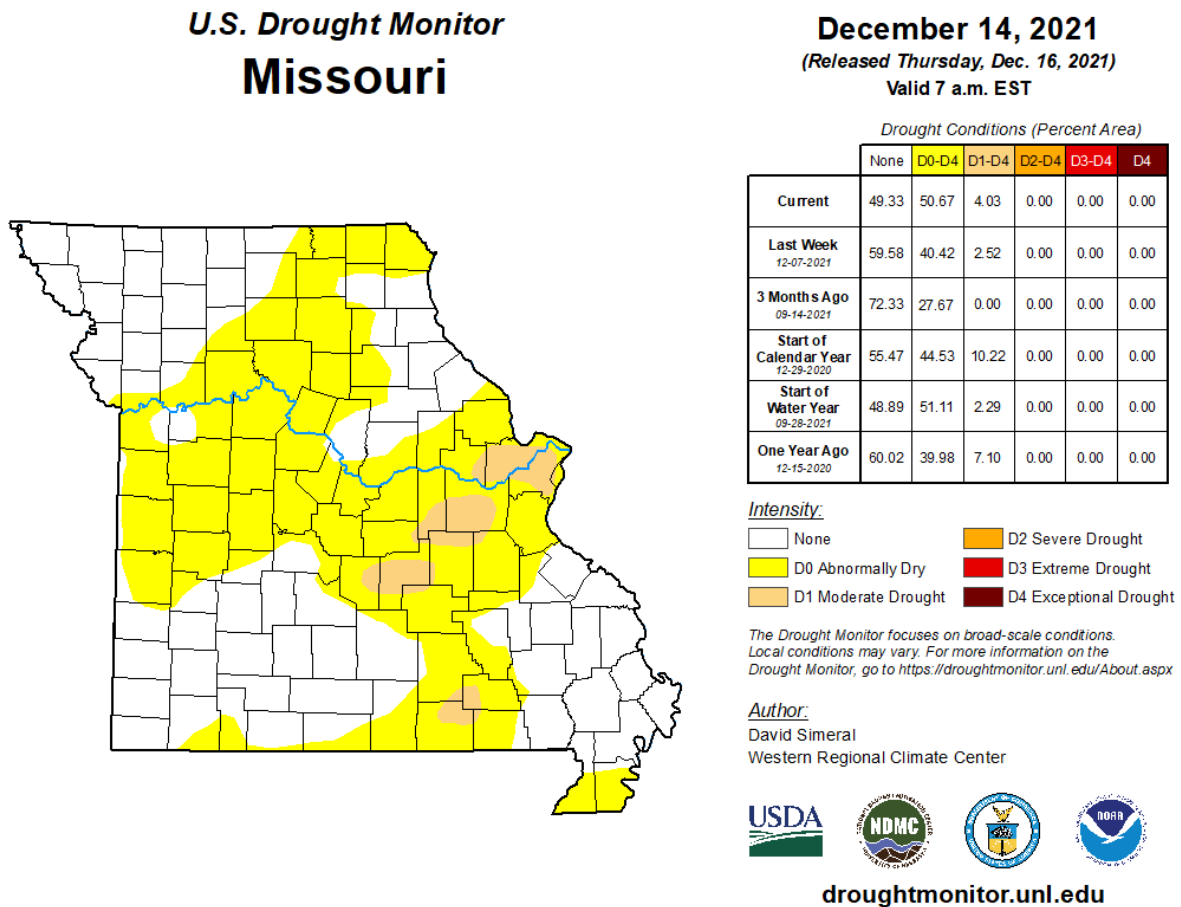 U.S. Drought Monitor
Missouri
December 14, 2021
(Released Thursday, Dec. 16, 2021)
Valid 7 a.m. EST
Drought Conditions (Percent Area)
None D0-D4 D1-D4 D2-D4 D3-D4 D4
Current 49.33 50.67 4.03 0.00 0.00 0.00
Last Week
12-07-2021 59.58 40.42 2.52 0.00 0.00 0.00
3 Months Ago
09-14-2021 72.33 27.67 0.00 0.00 0.00 0.00
Start of
Calendar Year
12-29-2020 55.47 44.53 10.22 0.00 0.00 0.00
Start of
Water Year
09-28-2021 48.89 51.11 2.29 0.00 0.00 0.00
One Year Ago
12-15-2020 60.02 39.98 7.10 0.00 0.00 0.00
Intensity:
None
D0 Abnormally Dry
D1 Moderate Drought
D2 Severe Drought
D3 Extreme Drought
D4 Exceptional Drought
The Drought Monitor focuses on broad-scale conditions.
Local conditions may vary. For more information on the
Drought Monitor, go to https://droughtmonitor.unl.edu/About.aspx
Author:
David Simeral
Western Regional Climate Center
USDA
NDMC
NOAA
droughtmonitor.unl.edu